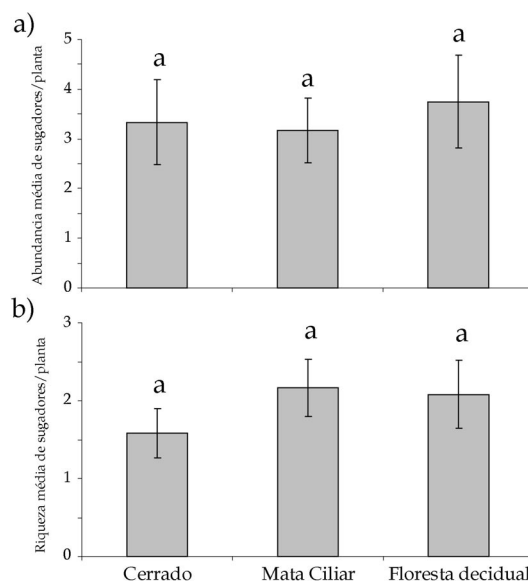 a)
Abundancia média de sugadores/planta
5
4
3
2
1
0
a
a
a
b)
Riqueza média de sugadores/planta
3
2
1
0
a
a
a
Cerrado
Mata Ciliar
Floresta decidual